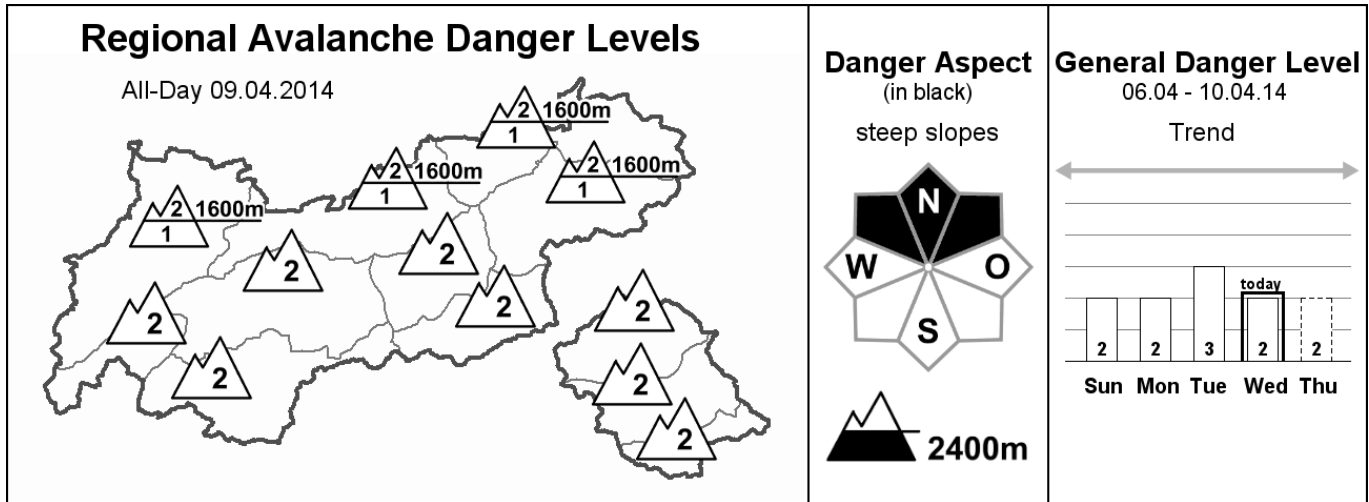 Regional Avalanche Danger Levels
All-Day 09.04.2014
2 1600m
1
2 1600m
1
2 1600m
1
2 1600m
1
2
2
2
2
2
2
2
2
Danger Aspect
(in black)
steep slopes
N
W O
S
2400m
General Danger Level
06.04 - 10.04.14
Trend
today
2 2 3 2 2
Sun Mon Tue Wed Thu